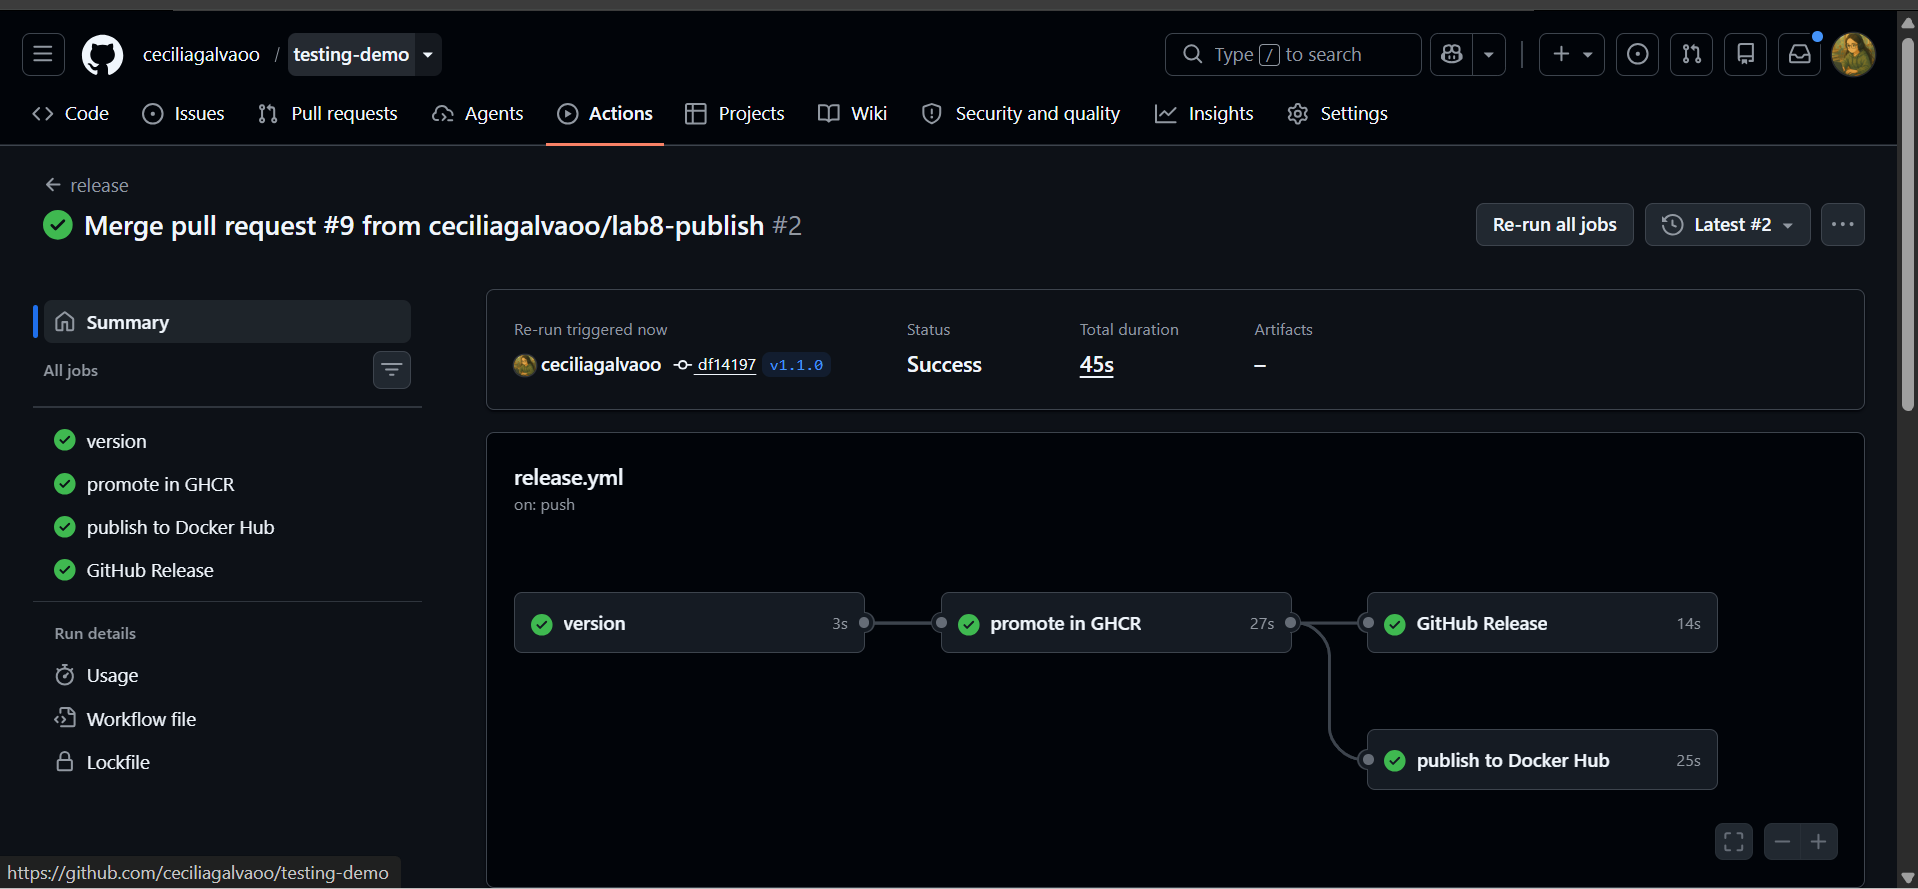 ceciliagalvaoo / testing-demo
Type / to search
Code Issues Pull requests Agents Actions Projects Wiki Security and quality Insights Settings
release
Merge pull request #9 from ceciliagalvaoo/lab8-publish #2
Re-run all jobs
Latest #2
Summary
All jobs
version
promote in GHCR
publish to Docker Hub
GitHub Release
Run details
Usage
Workflow file
Lockfile
Re-run triggered now
ceciliagalvaoo df14197 v1.1.0
Status
Success
Total duration
45s
Artifacts
–
release.yml
on: push
version 3s
promote in GHCR 27s
GitHub Release 14s
publish to Docker Hub 25s
https://github.com/ceciliagalvaoo/testing-demo